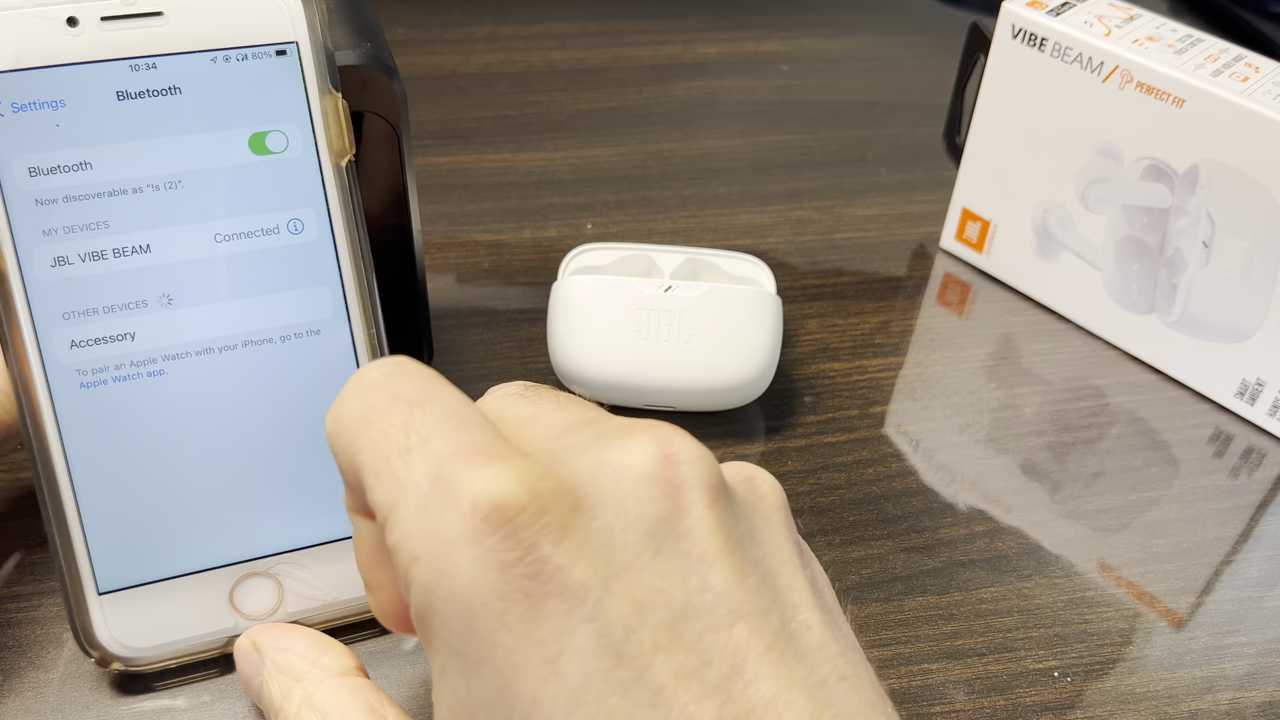 10:34
80%
Settings
Bluetooth
Bluetooth
Now discoverable as "!s (2)".
MY DEVICES
JBL VIBE BEAM
Connected
OTHER DEVICES
Accessory
To pair an Apple Watch with your iPhone, go to the
Apple Watch app.
JBL
VIBE BEAM / PERFECT FIT
JBL
SMART
AMBIENT